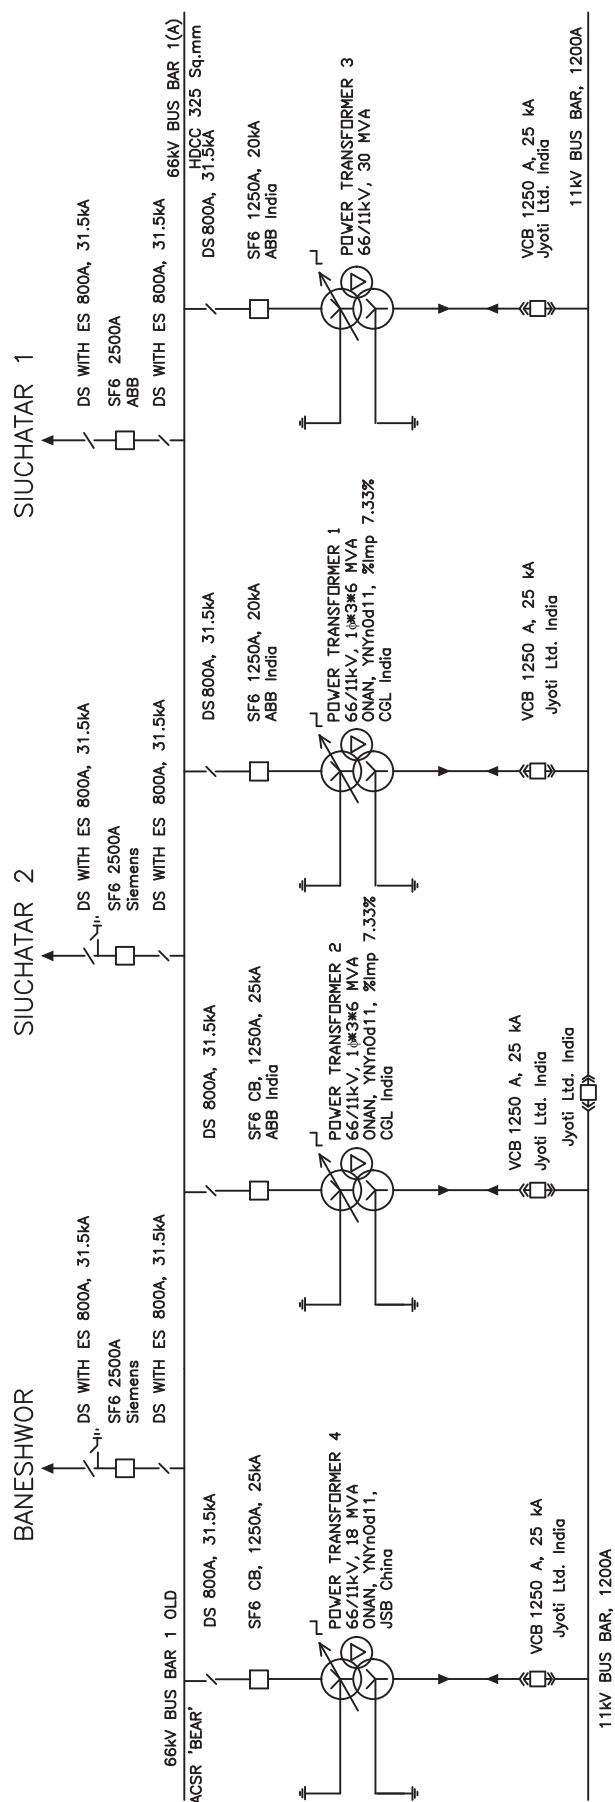 BANESHWOR
DS WITH ES 800A, 31.5kA
SF6 2500A
Siemens
DS WITH ES 800A, 31.5kA
SIUCHATAR 2
DS WITH ES 800A, 31.5kA
SF6 2500A
Siemens
DS WITH ES 800A, 31.5kA
SIUCHATAR 1
DS WITH ES 800A, 31.5kA
SF6 2500A
ABB
DS WITH ES 800A, 31.5kA
66kV BUS BAR 1 OLD
ACSR 'BEAR'
66kV BUS BAR 1(A)
HDCC 325 Sq.mm
DS 800A, 31.5kA
SF6 CB, 1250A, 25kA
POWER TRANSFORMER 4
66/11kV, 18 MVA
ONAN, YNYn0d11,
JSB China
VCB 1250 A, 25 kA
Jyoti Ltd. India
DS 800A, 31.5kA
SF6 CB, 1250A, 25kA
ABB India
POWER TRANSFORMER 2
66/11kV, 1ϕ*3*6 MVA
ONAN, YNYn0d11, %Imp 7.33%
CGL India
VCB 1250 A, 25 kA
Jyoti Ltd. India
Jyoti Ltd. India
DS800A, 31.5kA
SF6 1250A, 20kA
ABB India
POWER TRANSFORMER 1
66/11kV, 1ϕ*3*6 MVA
ONAN, YNYn0d11, %Imp 7.33%
CGL India
VCB 1250 A, 25 kA
Jyoti Ltd. India
DS800A, 31.5kA
SF6 1250A, 20kA
ABB India
POWER TRANSFORMER 3
66/11kV, 30 MVA
VCB 1250 A, 25 kA
Jyoti Ltd. India
11kV BUS BAR, 1200A
11kV BUS BAR, 1200A